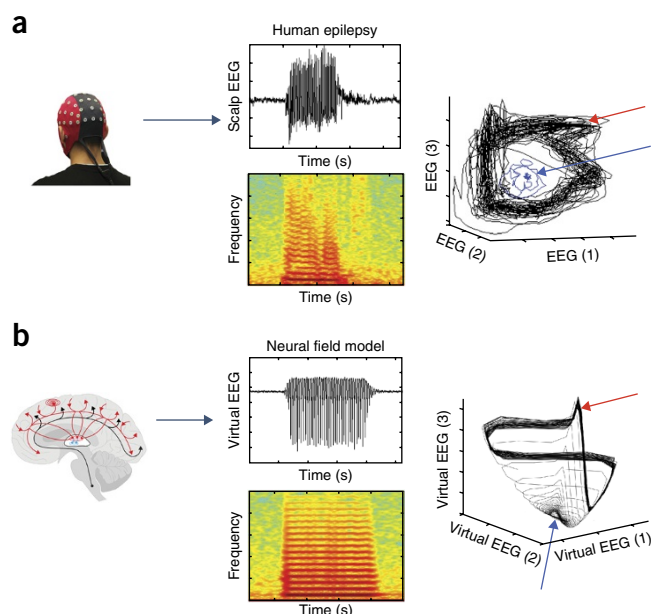 a
Human epilepsy
Scalp EEG
Time (s)
Frequency
Time (s)
EEG (3)
EEG (2)
EEG (1)
b
Neural field model
Virtual EEG
Time (s)
Frequency
Time (s)
Virtual EEG (3)
Virtual EEG (2)
Virtual EEG (1)